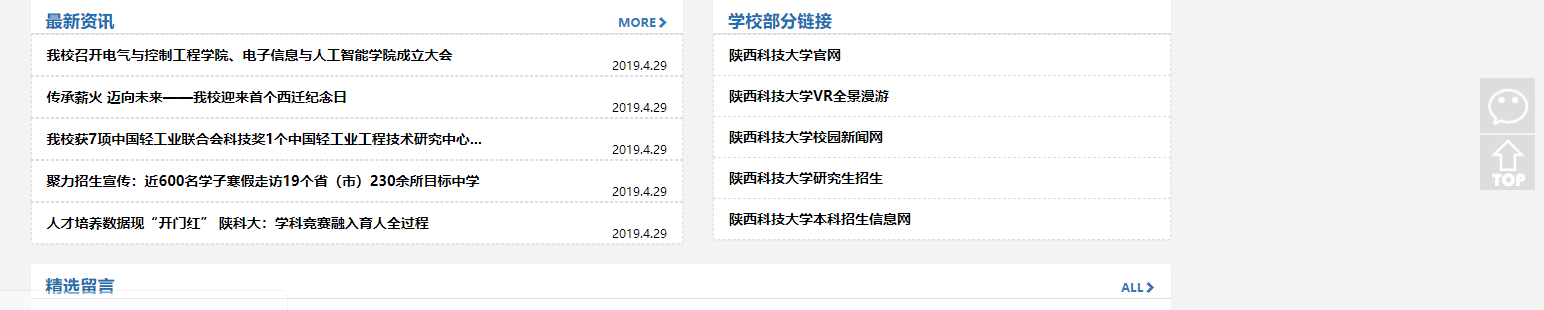 最新资讯
MORE
我校召开电气与控制工程学院、电子信息与人工智能学院成立大会
2019.4.29
传承薪火 迈向未来——我校迎来首个西迁纪念日
2019.4.29
我校获7项中国轻工业联合会科技奖1个中国轻工业工程技术研究中心...
2019.4.29
聚力招生宣传：近600名学子寒假走访19个省（市）230余所目标中学
2019.4.29
人才培养数据现“开门红” 陕科大：学科竞赛融入育人全过程
2019.4.29
学校部分链接
陕西科技大学官网
陕西科技大学VR全景漫游
陕西科技大学校园新闻网
陕西科技大学研究生招生
陕西科技大学本科招生信息网
精选留言
ALL
TOP